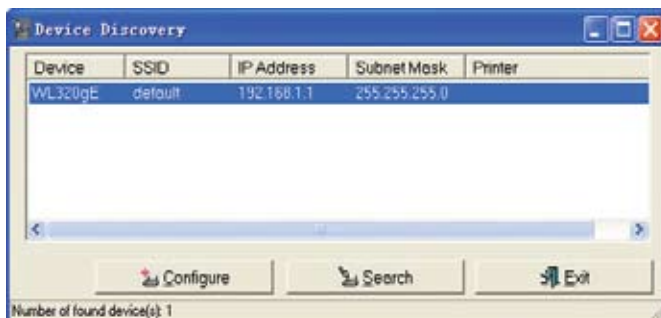 Device Discovery
Device SSID IP Address Subnet Mask Printer
WL320gE default 192.168.1.1 255.255.255.0
Configure Search Exit
Number of found device(s): 1